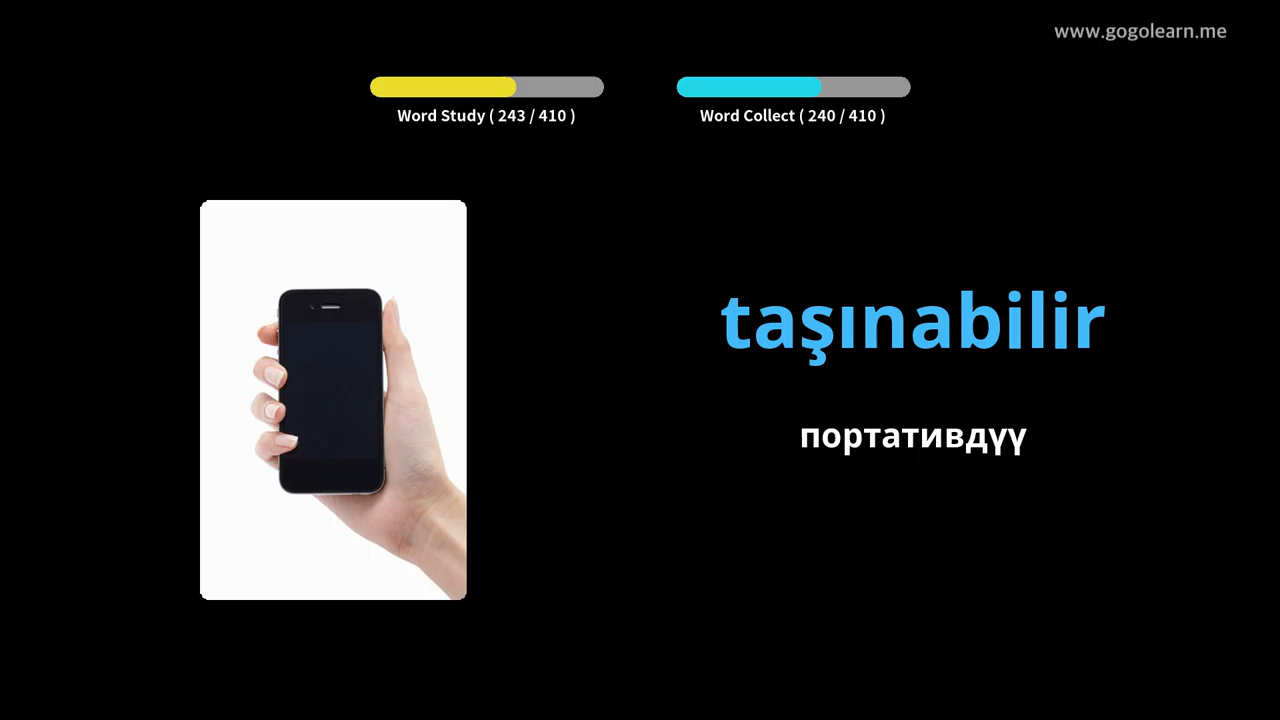 www.gogolearn.me
Word Study ( 243 / 410 )
Word Collect ( 240 / 410 )
taşınabilir
портативдүү